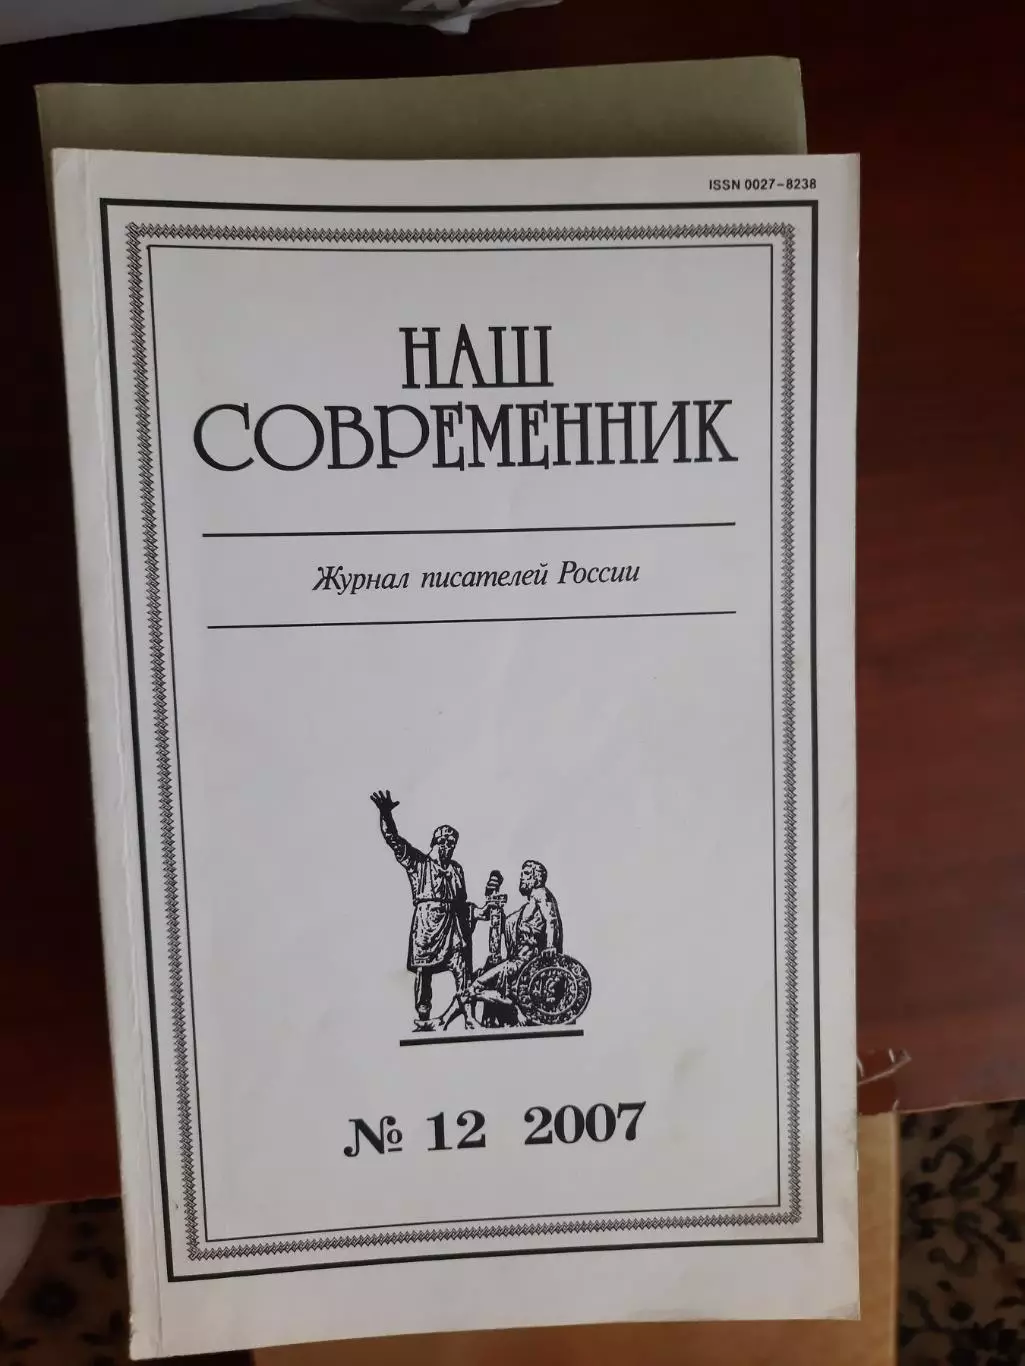 ISSN 0027-8238
НАШ
СОВРЕМЕННИК
Журнал писателей России
№ 12 2007